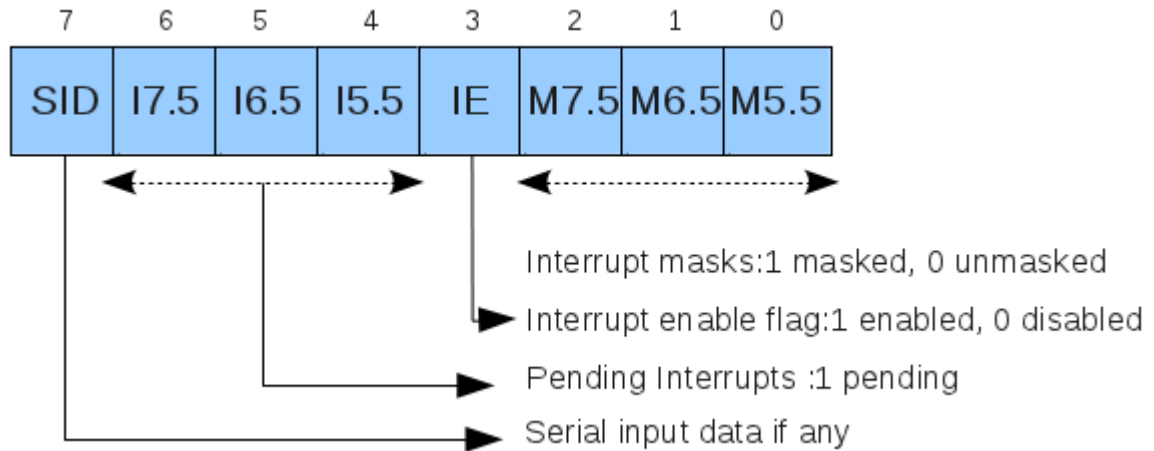 7 6 5 4 3 2 1 0
SID I7.5 I6.5 I5.5 IE M7.5 M6.5 M5.5
Interrupt masks:1 masked, 0 unmasked
Interrupt enable flag:1 enabled, 0 disabled
Pending Interrupts :1 pending
Serial input data if any